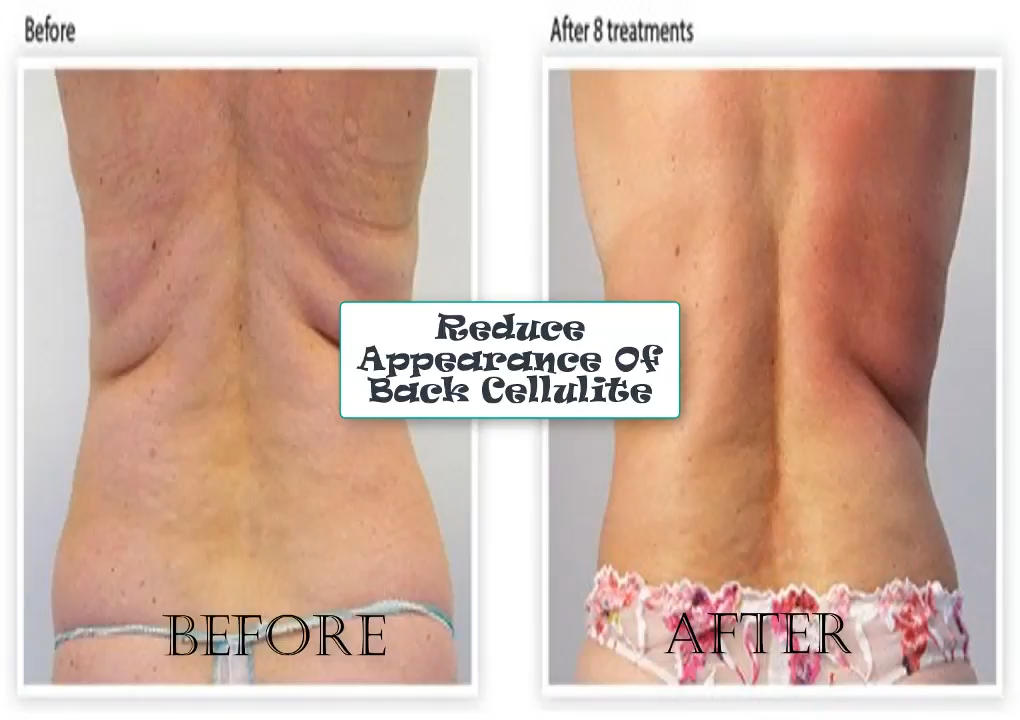 Before
After 8 treatments
Reduce
Appearance Of
Back Cellulite
BEFORE
AFTER